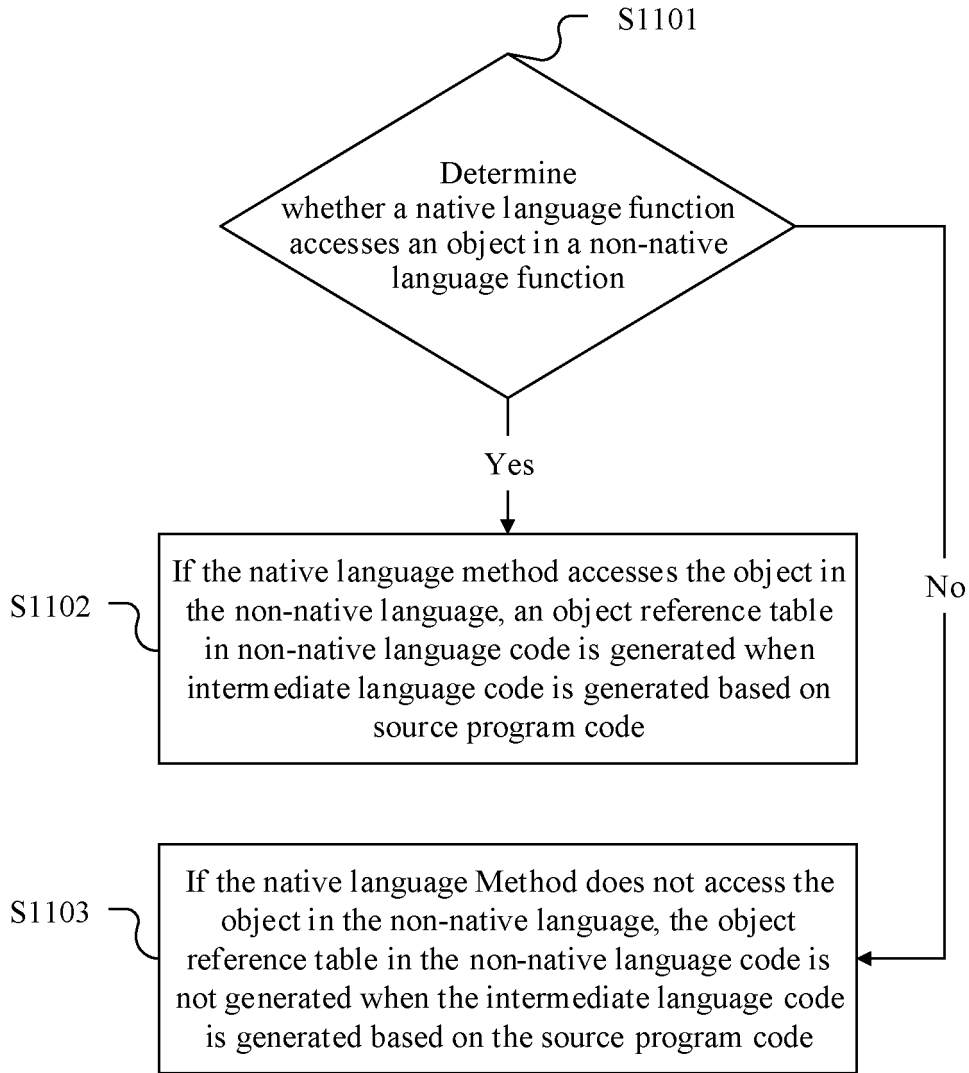 S1101
Determine
whether a native language function
accesses an object in a non-native
language function
Yes
No
S1102
If the native language method accesses the object in
the non-native language, an object reference table
in non-native language code is generated when
intermediate language code is generated based on
source program code
S1103
If the native language Method does not access the
object in the non-native language, the object
reference table in the non-native language code is
not generated when the intermediate language code
is generated based on the source program code